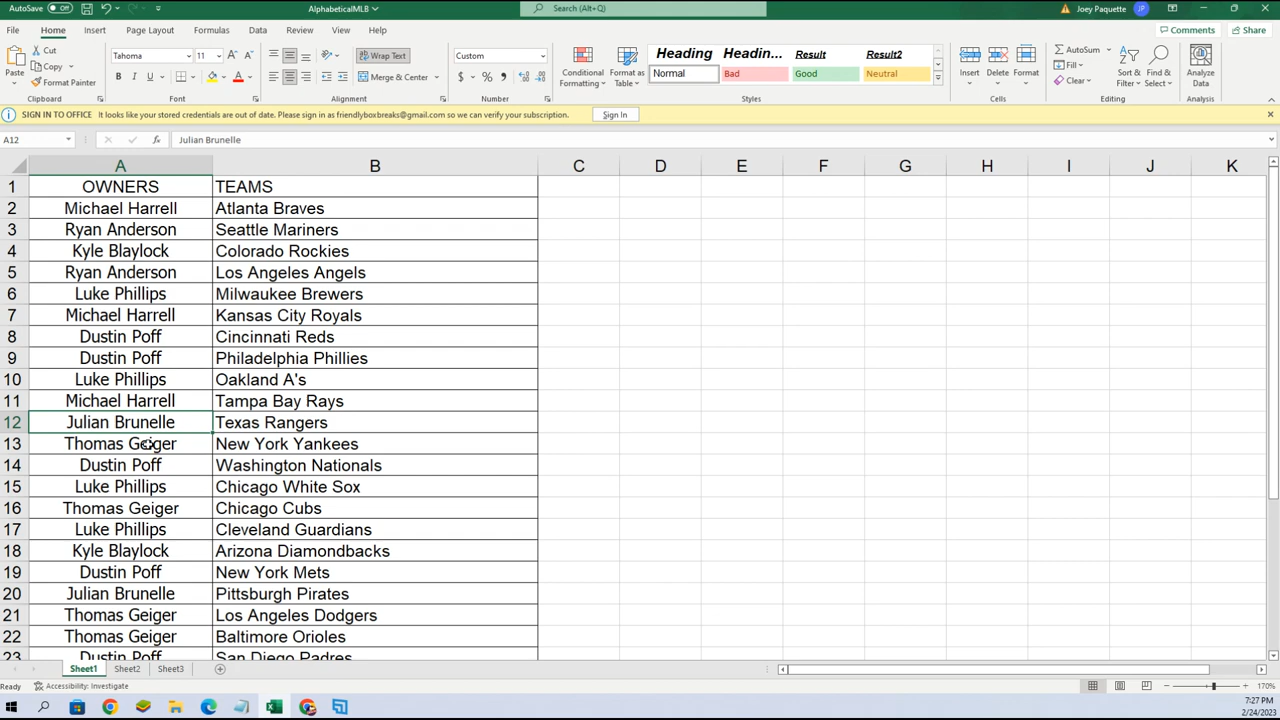 AutoSave Off AlphabeticalMLB Search (Alt+Q) Joey Paquette JP
File Home Insert Page Layout Formulas Data Review View Help Comments Share
Paste Cut Copy Format Painter Clipboard
Tahoma 11 B I U A Font
Wrap Text Merge & Center Alignment
Custom $ % , Number
Conditional Formatting Format as Table
Heading Headin... Result Result2
Normal Bad Good Neutral
Styles
Insert Delete Format Cells
AutoSum Fill Clear Sort & Filter Find & Select Editing
Analyze Data Analysis
SIGN IN TO OFFICE It looks like your stored credentials are out of date. Please sign in as friendlyboxbreaks@gmail.com so we can verify your subscription. Sign In
A12 fx Julian Brunelle
A B C D E F G H I J K
1 OWNERS TEAMS
2 Michael Harrell Atlanta Braves
3 Ryan Anderson Seattle Mariners
4 Kyle Blaylock Colorado Rockies
5 Ryan Anderson Los Angeles Angels
6 Luke Phillips Milwaukee Brewers
7 Michael Harrell Kansas City Royals
8 Dustin Poff Cincinnati Reds
9 Dustin Poff Philadelphia Phillies
10 Luke Phillips Oakland A's
11 Michael Harrell Tampa Bay Rays
12 Julian Brunelle Texas Rangers
13 Thomas Geiger New York Yankees
14 Dustin Poff Washington Nationals
15 Luke Phillips Chicago White Sox
16 Thomas Geiger Chicago Cubs
17 Luke Phillips Cleveland Guardians
18 Kyle Blaylock Arizona Diamondbacks
19 Dustin Poff New York Mets
20 Julian Brunelle Pittsburgh Pirates
21 Thomas Geiger Los Angeles Dodgers
22 Thomas Geiger Baltimore Orioles
23 Dustin Poff San Diego Padres
Sheet1 Sheet2 Sheet3
Ready Accessibility: Investigate 170%
7:27 PM
2/24/2023